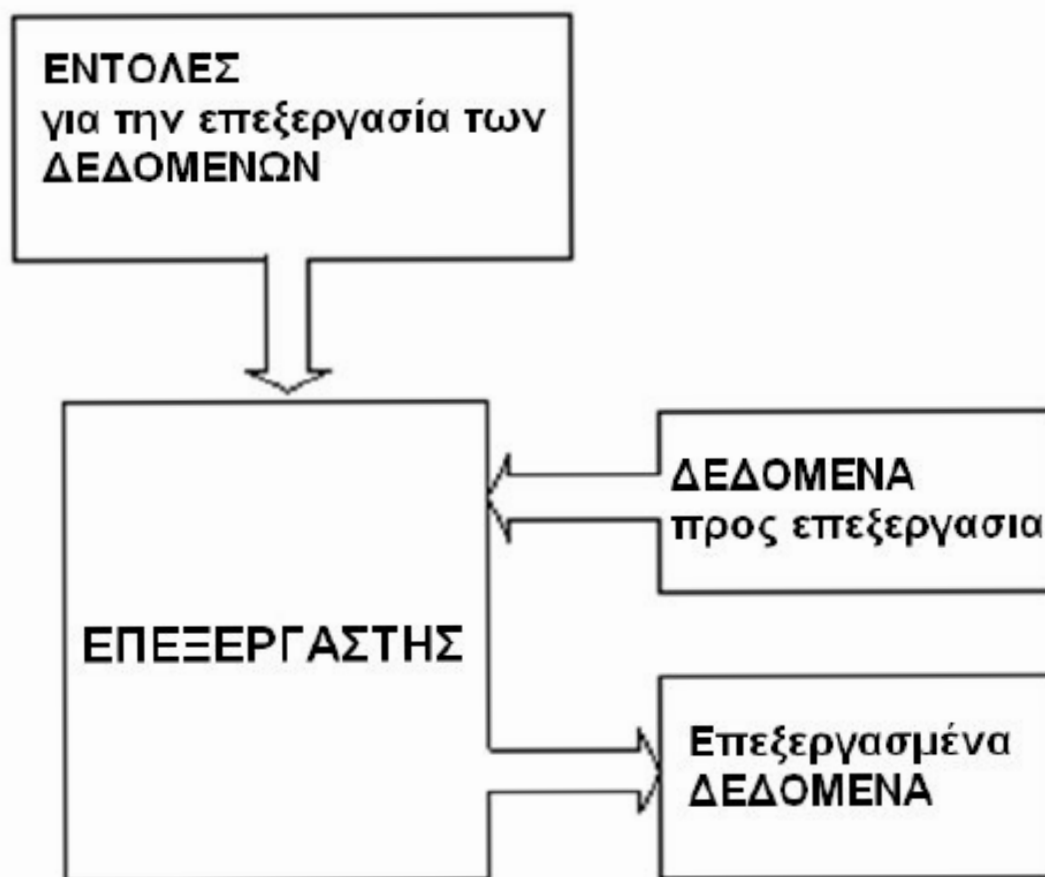 ΕΝΤΟΛΕΣ
για την επεξεργασία των
ΔΕΔΟΜΕΝΩΝ
ΔΕΔΟΜΕΝΑ
προς επεξεργασια
ΕΠΕΞΕΡΓΑΣΤΗΣ
Επεξεργασμένα
ΔΕΔΟΜΕΝΑ